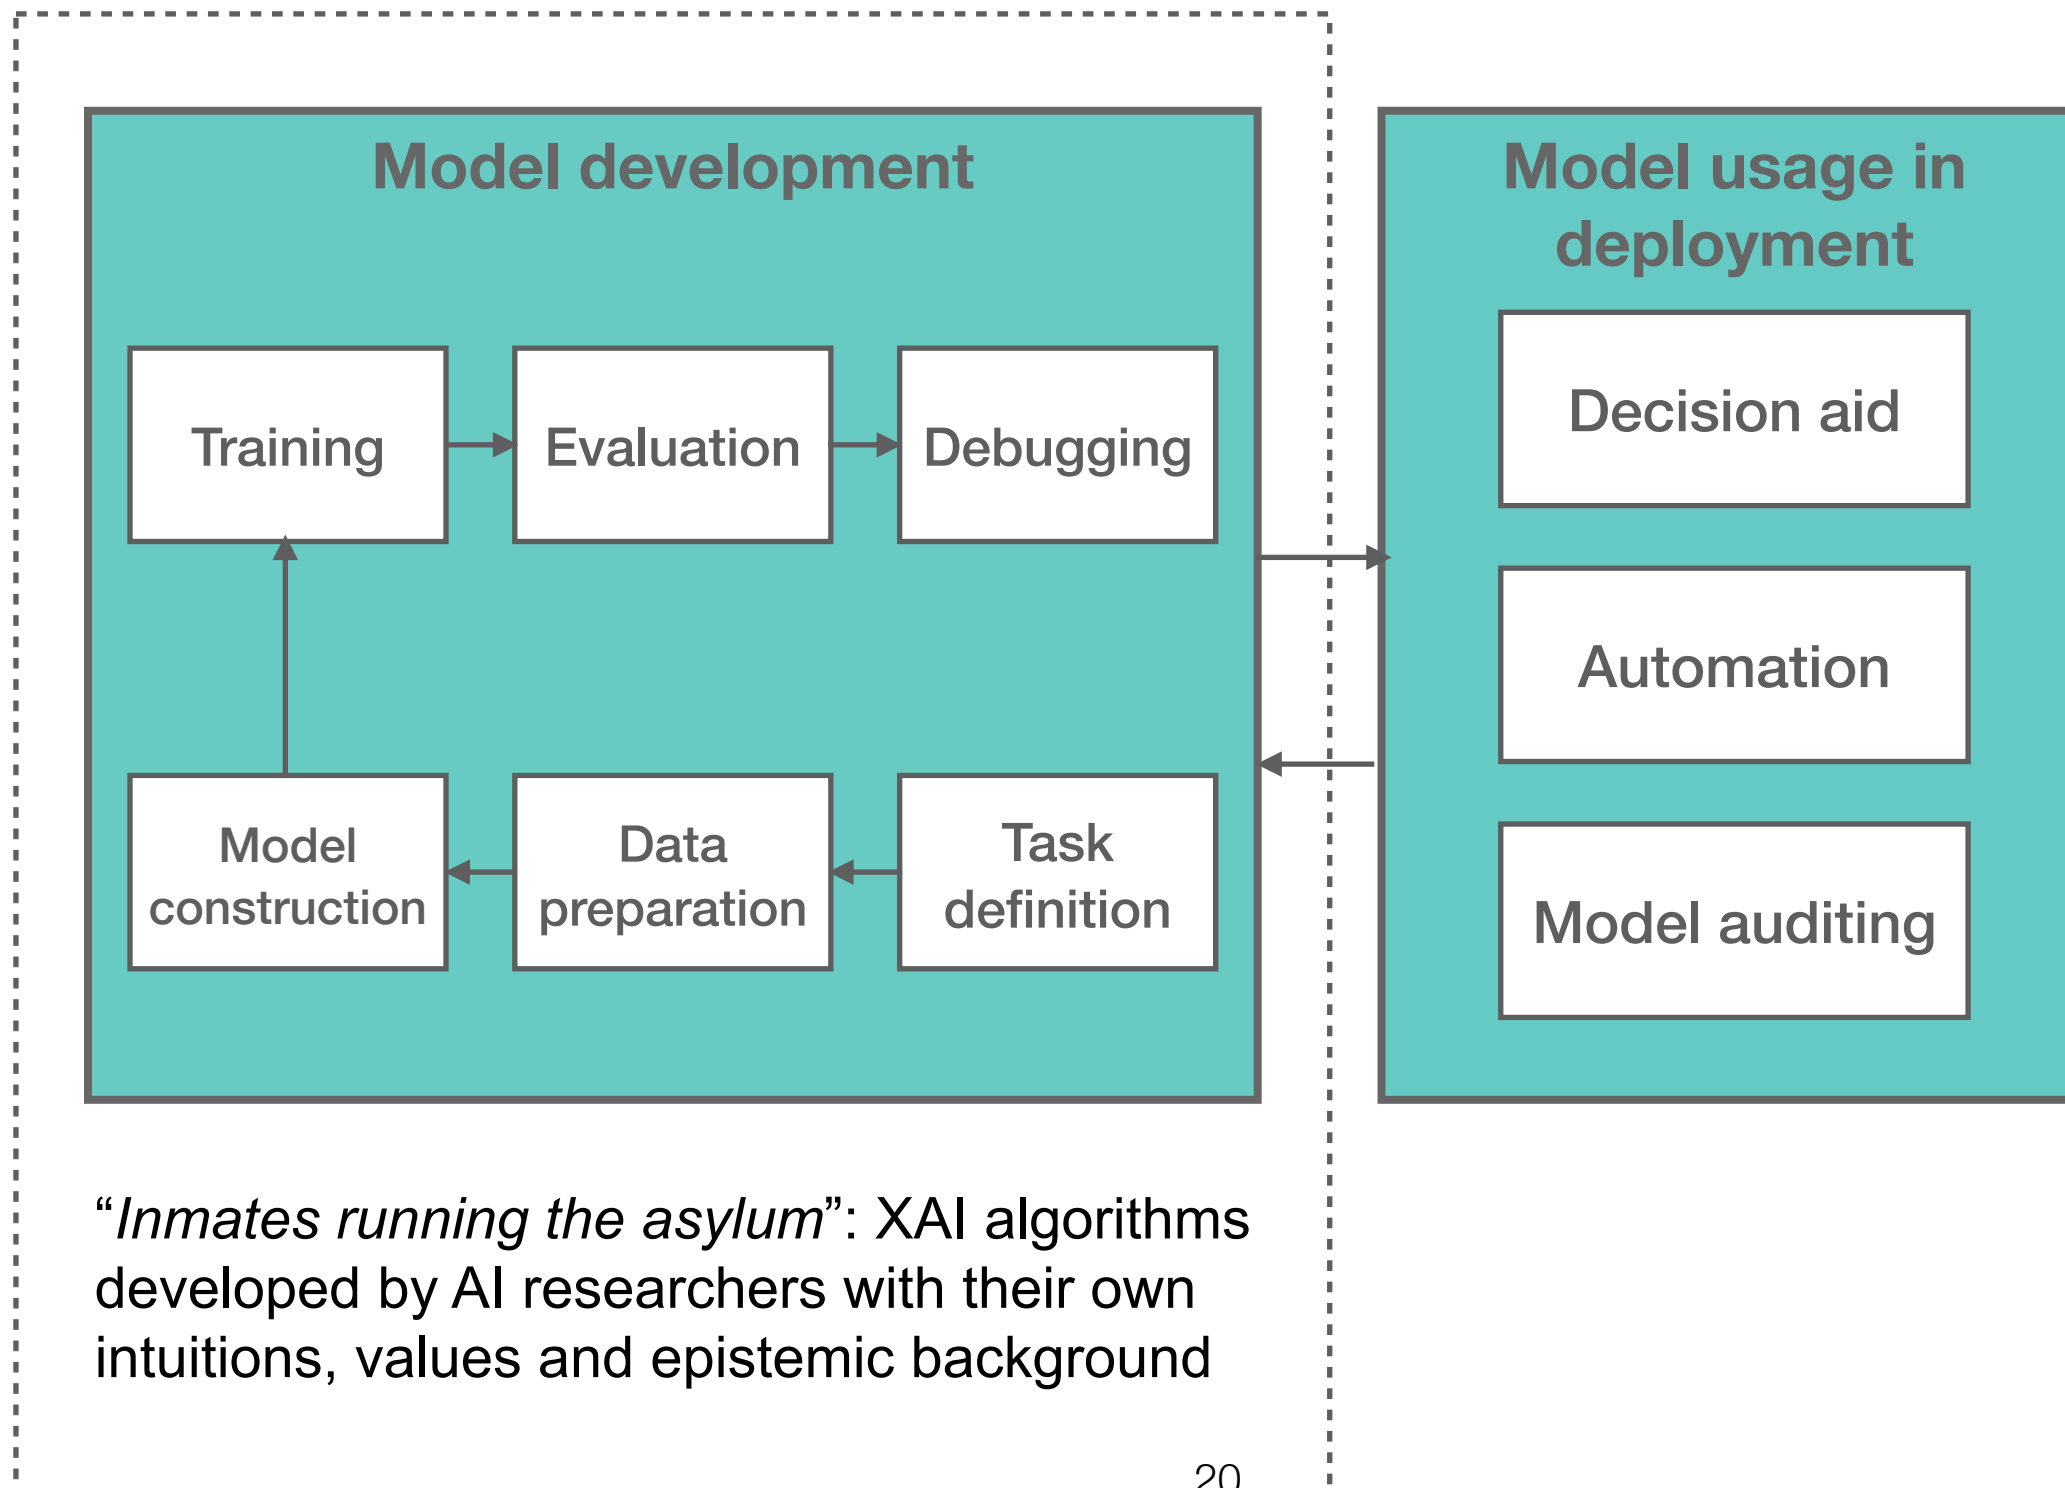 Model development
Training
Evaluation
Debugging
Model
construction
Data
preparation
Task
definition
Model usage in
deployment
Decision aid
Automation
Model auditing
“Inmates running the asylum”: XAI algorithms
developed by AI researchers with their own
intuitions, values and epistemic background
20